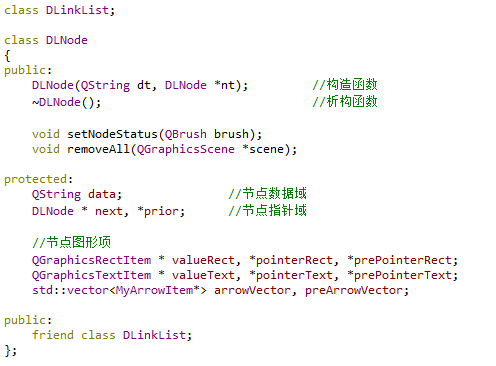 class DLinkList;
class DLNode
{
public:
    DLNode(QString dt, DLNode *nt);         //构造函数
    ~DLNode();                              //析构函数
    void setNodeStatus(QBrush brush);
    void removeAll(QGraphicsScene *scene);
protected:
    QString data;               //节点数据域
    DLNode * next, *prior;      //节点指针域
    //节点图形项
    QGraphicsRectItem * valueRect, *pointerRect, *prePointerRect;
    QGraphicsTextItem * valueText, *pointerText, *prePointerText;
    std::vector<MyArrowItem*> arrowVector, preArrowVector;
public:
    friend class DLinkList;
};